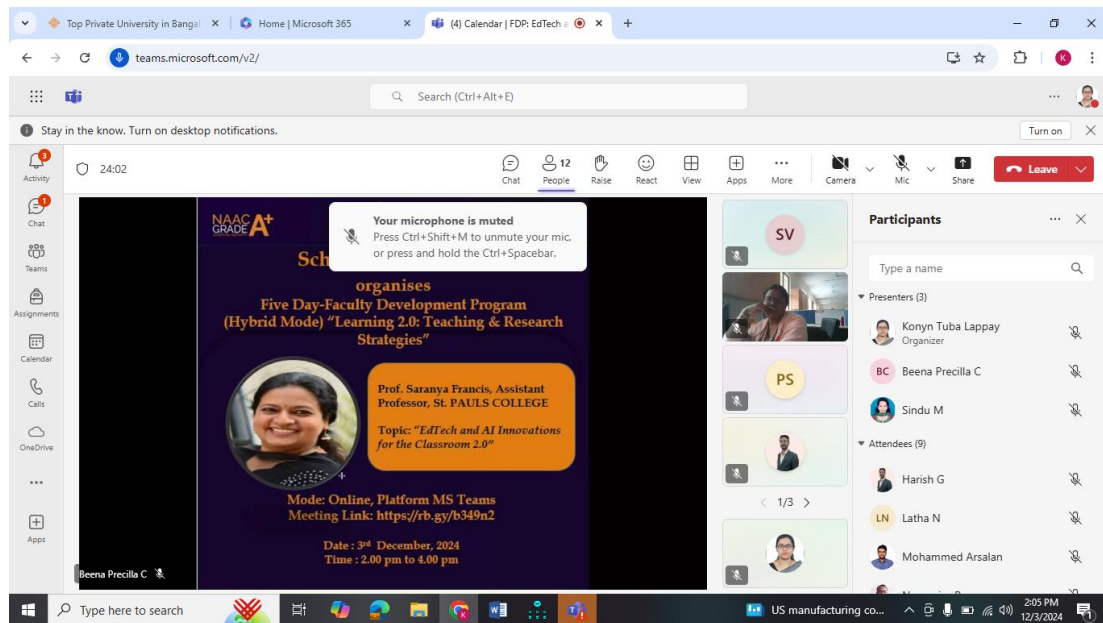 Top Private University in Bangal
Home | Microsoft 365
(4) Calendar | FDP: EdTech a
teams.microsoft.com/v2/
K
Search (Ctrl+Alt+E)
Stay in the know. Turn on desktop notifications.
Turn on
3
Activity
24:02
Chat
12
People
Raise
React
View
Apps
More
Camera
Mic
Share
Leave
1
Chat
Teams
Assignments
Calendar
Calls
OneDrive
Apps
NAAC
GRADE A+
Your microphone is muted
Press Ctrl+Shift+M to unmute your mic,
or press and hold the Ctrl+Spacebar.
Sch
organises
Five Day-Faculty Development Program
(Hybrid Mode) “Learning 2.0: Teaching & Research
Strategies”
Prof. Saranya Francis, Assistant
Professor, St. PAULS COLLEGE
Topic: “EdTech and AI Innovations
for the Classroom 2.0”
Mode: Online, Platform MS Teams
Meeting Link: https://rb.gy/b349n2
Date : 3rd December, 2024
Time : 2.00 pm to 4.00 pm
Beena Precilla C
SV
PS
1/3
Participants
Type a name
Presenters (3)
Konyn Tuba Lappay
Organizer
BC Beena Precilla C
Sindu M
Attendees (9)
Harish G
LN Latha N
Mohammed Arsalan
Type here to search
US manufacturing co...
2:05 PM
12/3/2024
1